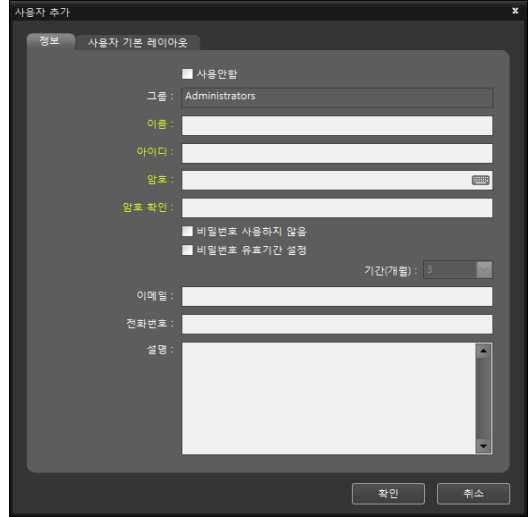 사용자 추가 x
정보 사용자 기본 레이아웃
사용안함
그룹 : Administrators
이름 :
아이디 :
암호 :
암호 확인 :
비밀번호 사용하지 않음
비밀번호 유효기간 설정
기간(개월) : 3
이메일 :
전화번호 :
설명 :
확인 취소